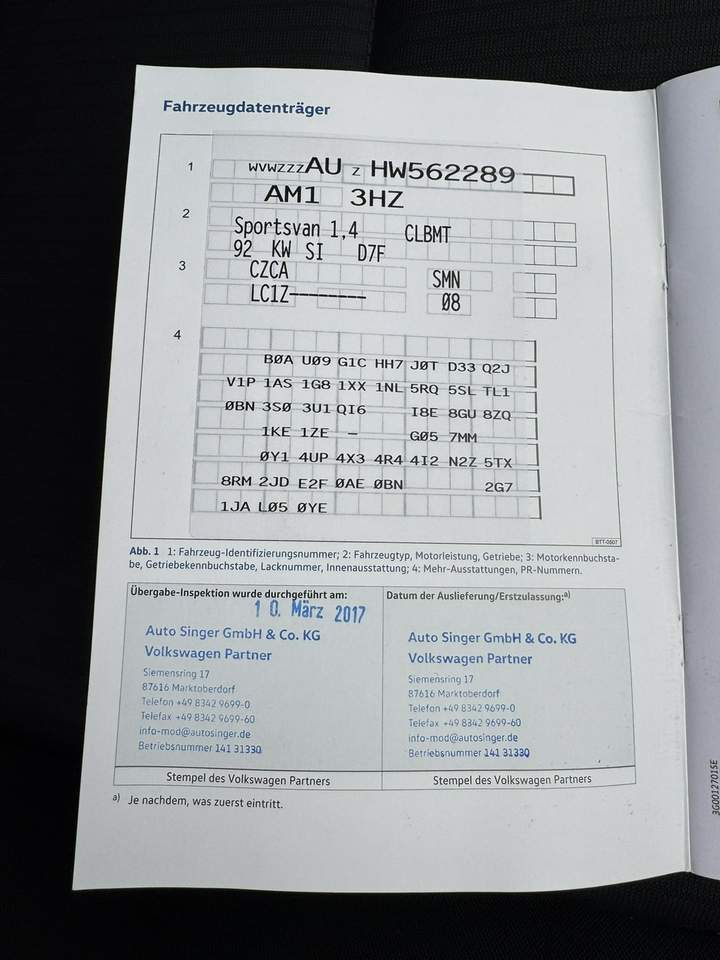 Fahrzeugdatenträger
1 WVWZZZAU Z HW562289
AM1 3HZ
2 Sportsvan 1,4 CLBMT
92 KW SI D7F
3 CZCA SMN
LC1Z-------- 08
4
BØA UØ9 G1C HH7 JØT D33 Q2J
V1P 1AS 1G8 1XX 1NL 5RQ 5SL TL1
ØBN 3SØ 3U1 QI6 I8E 8GU 8ZQ
1KE 1ZE - GØ5 7MM
ØY1 4UP 4X3 4R4 4I2 N2Z 5TX
8RM 2JD E2F ØAE ØBN 2G7
1JA LØ5 ØYE
BTT-0507
Abb. 1 1: Fahrzeug-Identifizierungsnummer; 2: Fahrzeugtyp, Motorleistung, Getriebe; 3: Motorkennbuchsta-
be, Getriebekennbuchstabe, Lacknummer, Innenausstattung; 4: Mehr-Ausstattungen, PR-Nummern.
Übergabe-Inspektion wurde durchgeführt am:
10. März 2017
Auto Singer GmbH & Co. KG
Volkswagen Partner
Siemensring 17
87616 Marktoberdorf
Telefon +49 8342 9699-0
Telefax +49 8342 9699-60
info-mod@autosinger.de
Betriebsnummer 141 31330
Stempel des Volkswagen Partners
Datum der Auslieferung/Erstzulassung:a)
Auto Singer GmbH & Co. KG
Volkswagen Partner
Siemensring 17
87616 Marktoberdorf
Telefon +49 8342 9699-0
Telefax +49 8342 9699-60
info-mod@autosinger.de
Betriebsnummer 141 31330
Stempel des Volkswagen Partners
a) Je nachdem, was zuerst eintritt.
3G0012701SE